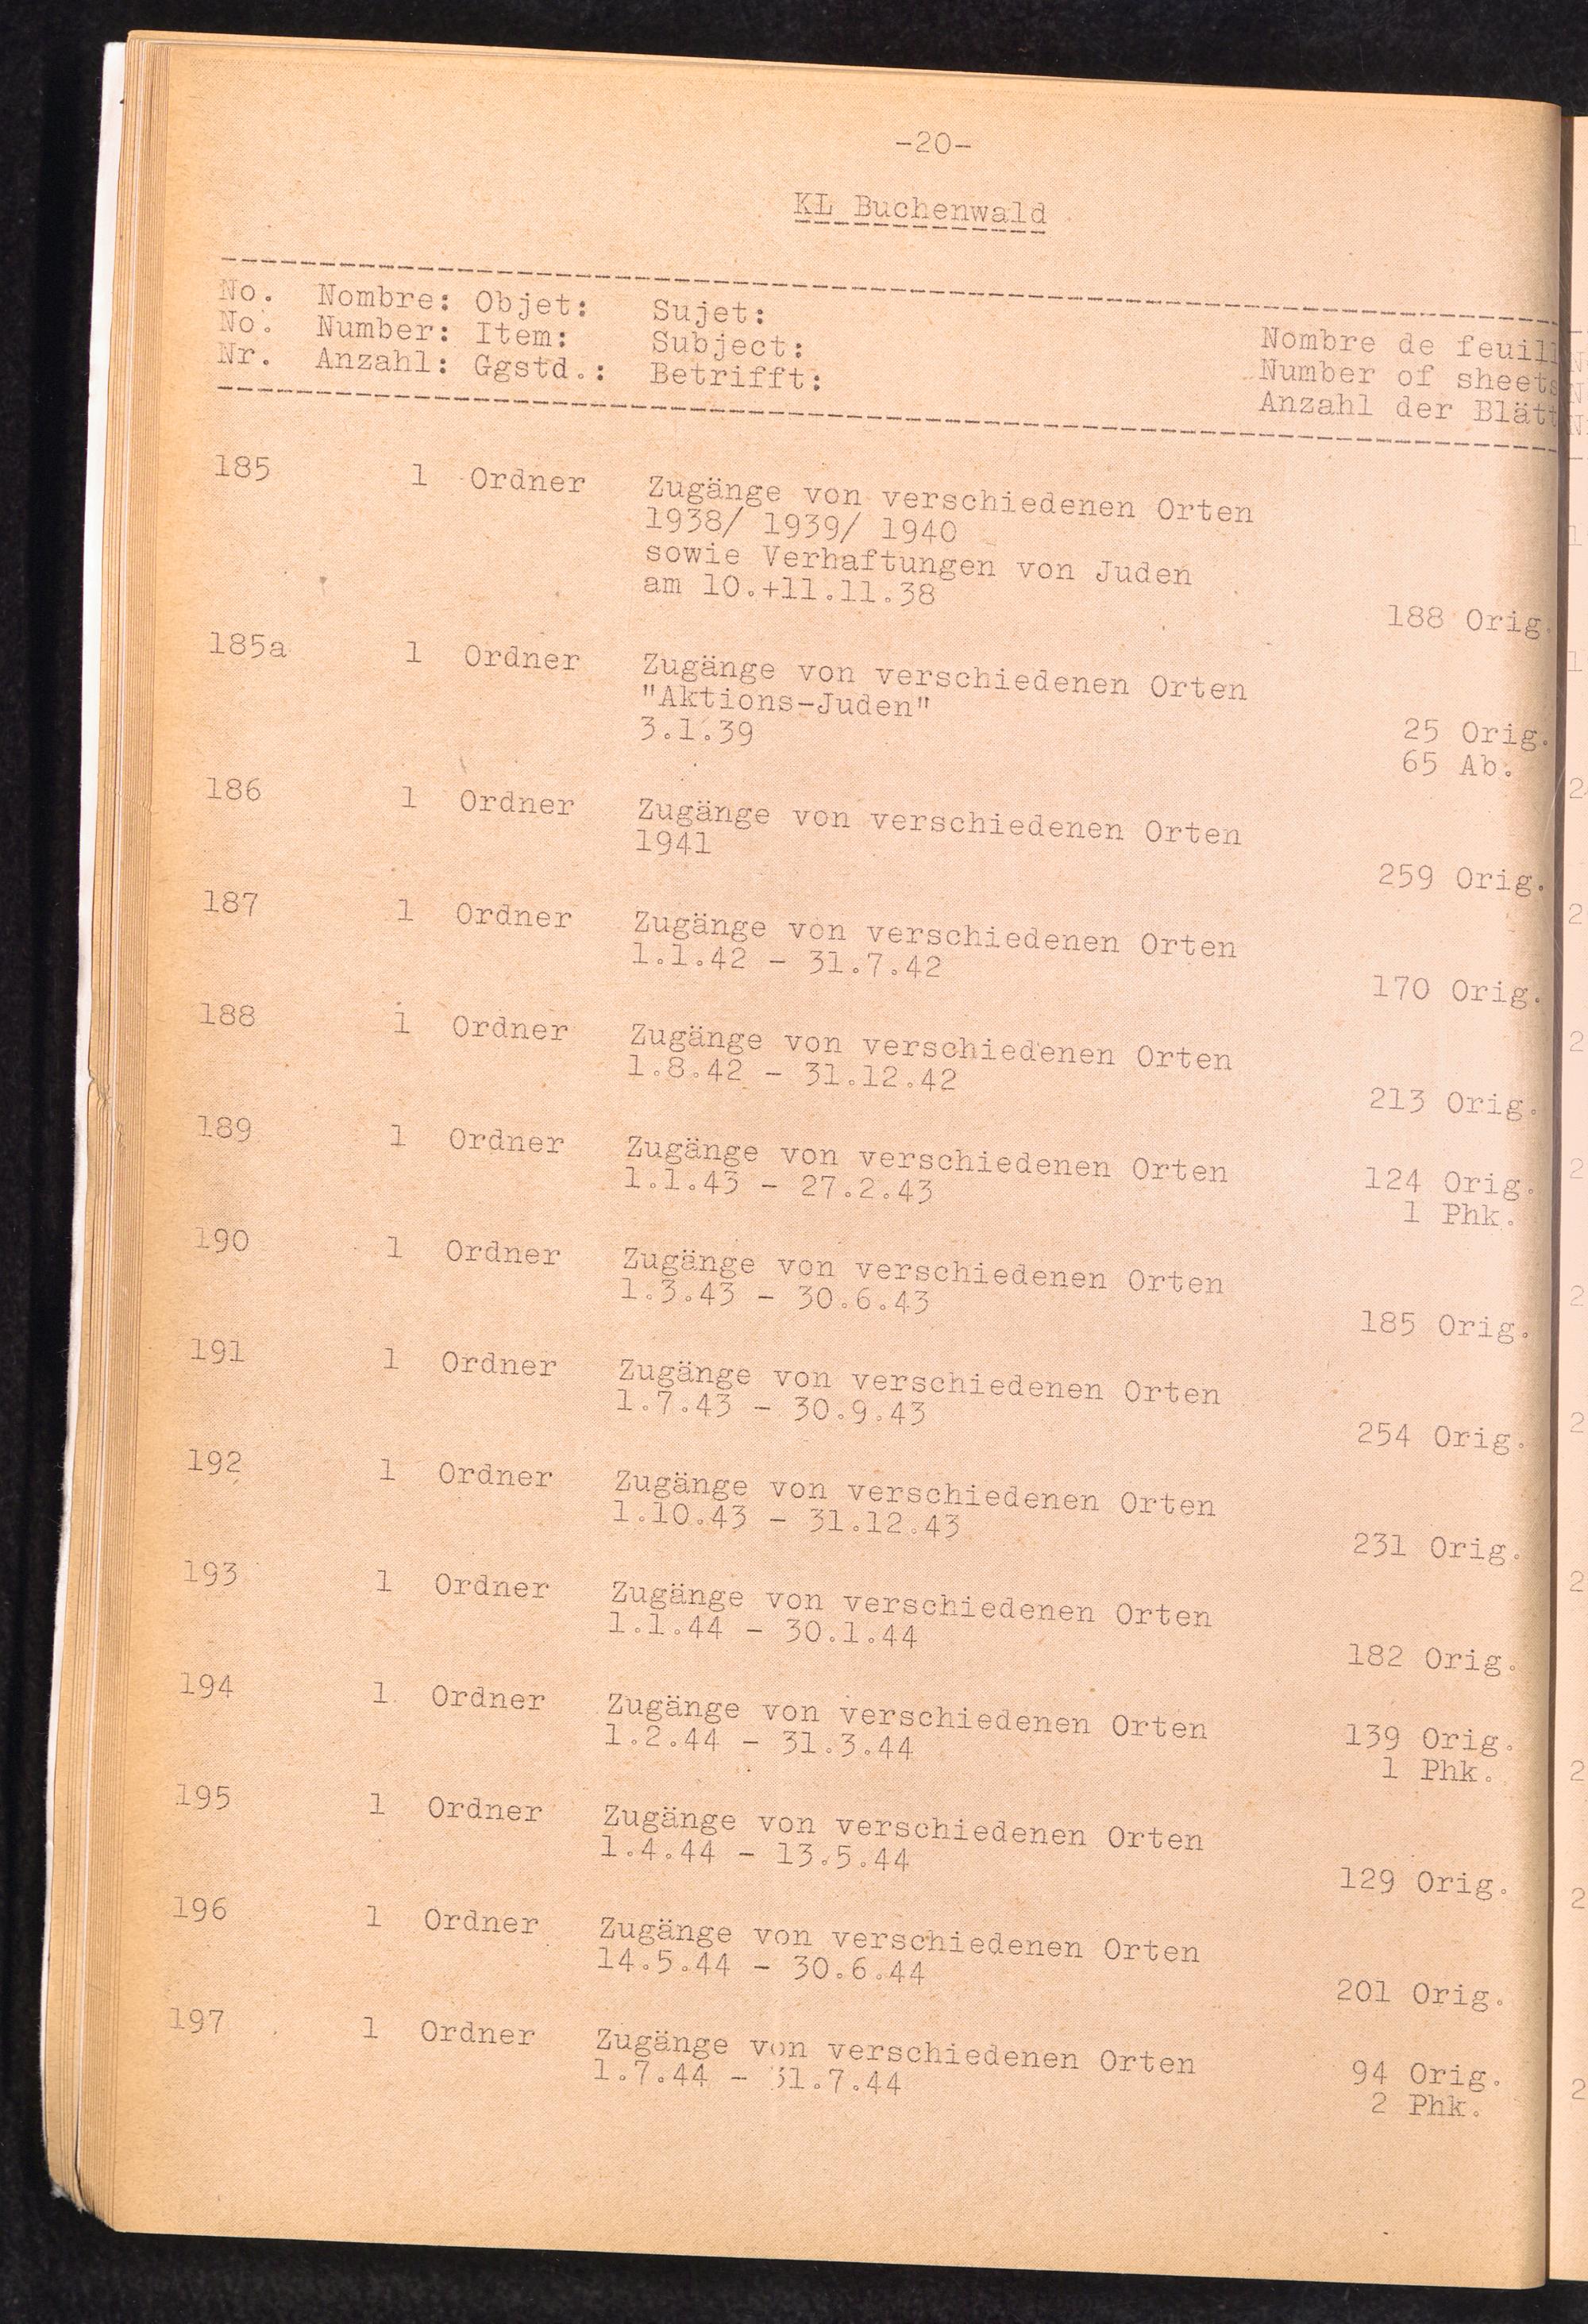 -20-
KL Buchenwald
No. Nombre: Objet: Sujet: Nombre de feuill
No. Number: Item: Subject: Number of sheets
Nr. Anzahl: Ggstd.: Betrifft: Anzahl der Blätt
185 1 Ordner Zugänge von verschiedenen Orten
1938/ 1939/ 1940
sowie Verhaftungen von Juden
am 10.+11.11.38 188 Orig.
185a 1 Ordner Zugänge von verschiedenen Orten
"Aktions-Juden" 25 Orig.
3.1.39 65 Ab.
186 1 Ordner Zugänge von verschiedenen Orten
1941 259 Orig.
187 1 Ordner Zugänge von verschiedenen Orten
1.1.42 - 31.7.42 170 Orig.
188 1 Ordner Zugänge von verschiedenen Orten
1.8.42 - 31.12.42 213 Orig.
189 1 Ordner Zugänge von verschiedenen Orten 124 Orig.
1.1.43 - 27.2.43 1 Phk.
190 1 Ordner Zugänge von verschiedenen Orten
1.3.43 - 30.6.43 185 Orig.
191 1 Ordner Zugänge von verschiedenen Orten
1.7.43 - 30.9.43 254 Orig.
192 1 Ordner Zugänge von verschiedenen Orten
1.10.43 - 31.12.43 231 Orig.
193 1 Ordner Zugänge von verschiedenen Orten
1.1.44 - 30.1.44 182 Orig.
194 1 Ordner Zugänge von verschiedenen Orten 139 Orig.
1.2.44 - 31.3.44 1 Phk.
195 1 Ordner Zugänge von verschiedenen Orten
1.4.44 - 13.5.44 129 Orig.
196 1 Ordner Zugänge von verschiedenen Orten
14.5.44 - 30.6.44 201 Orig.
197 1 Ordner Zugänge von verschiedenen Orten 94 Orig.
1.7.44 - 31.7.44 2 Phk.